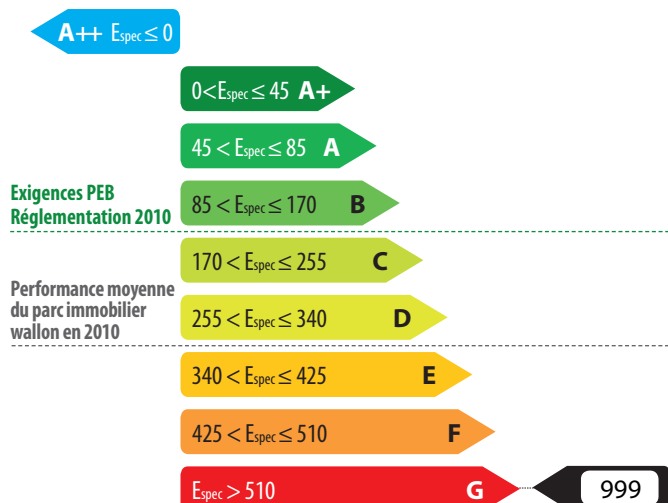 A++ Espec ≤ 0
0<Espec ≤ 45 A+
45 < Espec ≤ 85 A
Exigences PEB
Réglementation 2010
85 < Espec ≤ 170 B
170 < Espec ≤ 255 C
Performance moyenne
du parc immobilier
wallon en 2010
255 < Espec ≤ 340 D
340 < Espec ≤ 425 E
425 < Espec ≤ 510 F
Espec > 510 G
999